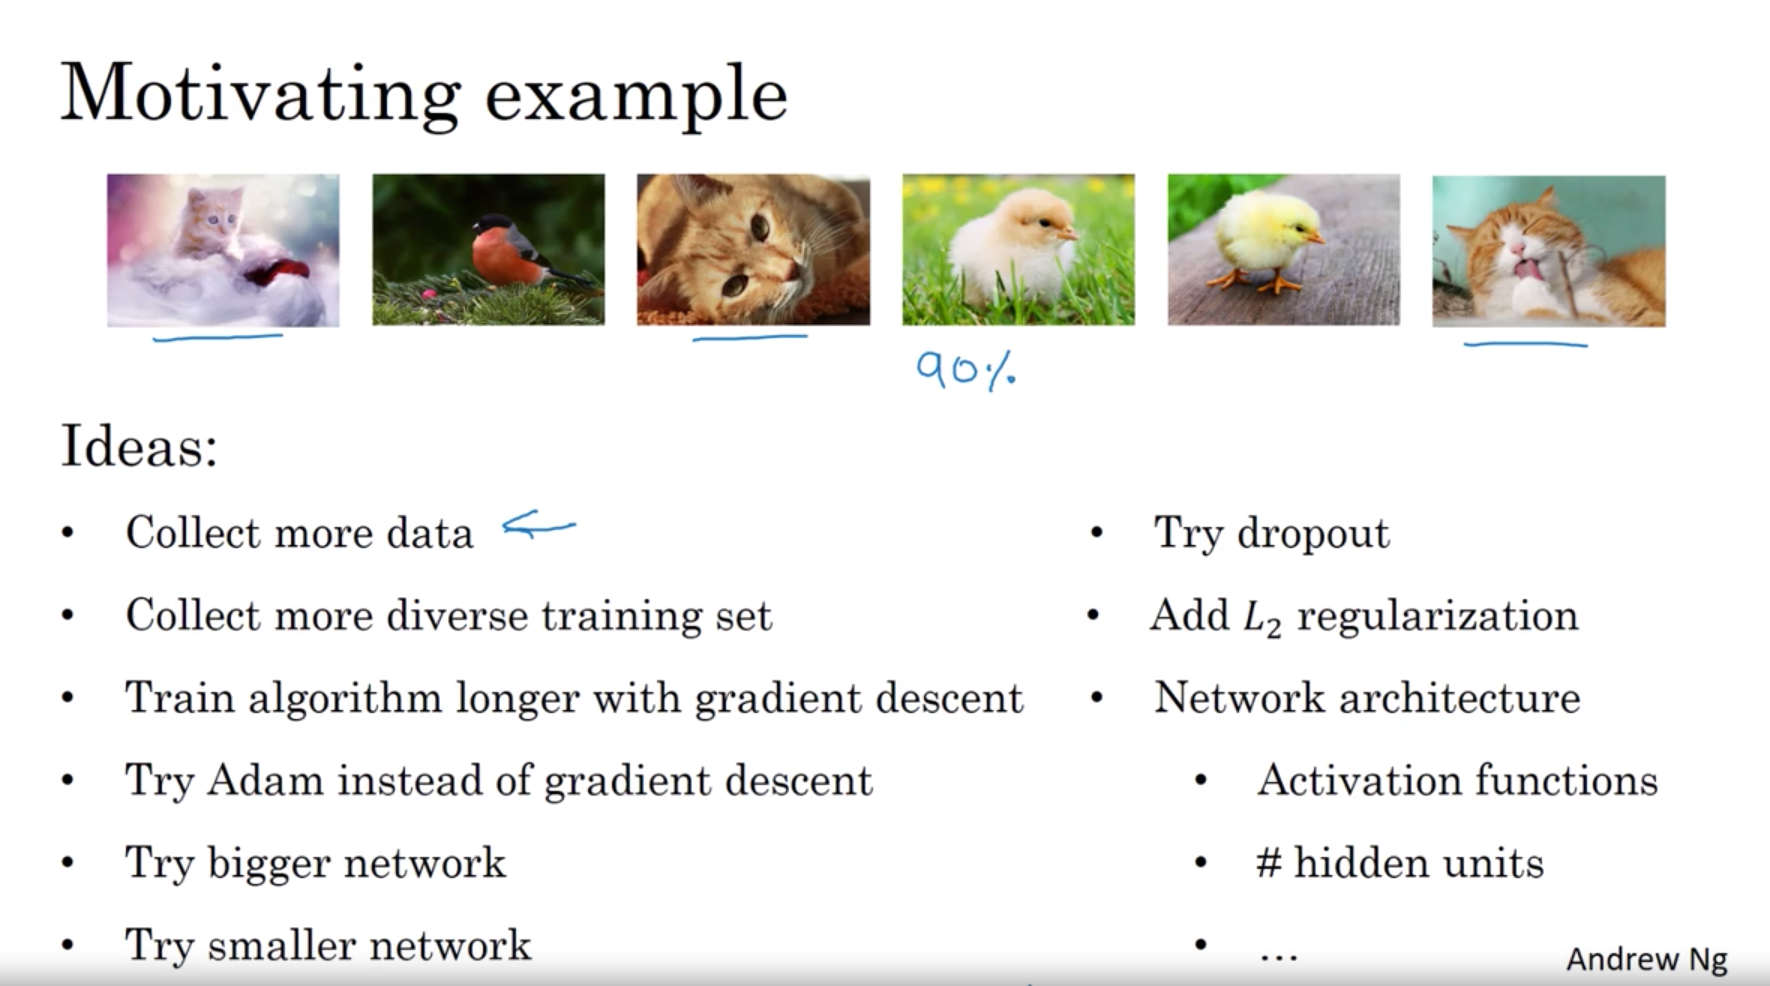 Motivating example
90%
Ideas:
• Collect more data
• Collect more diverse training set
• Train algorithm longer with gradient descent
• Try Adam instead of gradient descent
• Try bigger network
• Try smaller network
• Try dropout
• Add L₂ regularization
• Network architecture
• Activation functions
• # hidden units
• ...
Andrew Ng